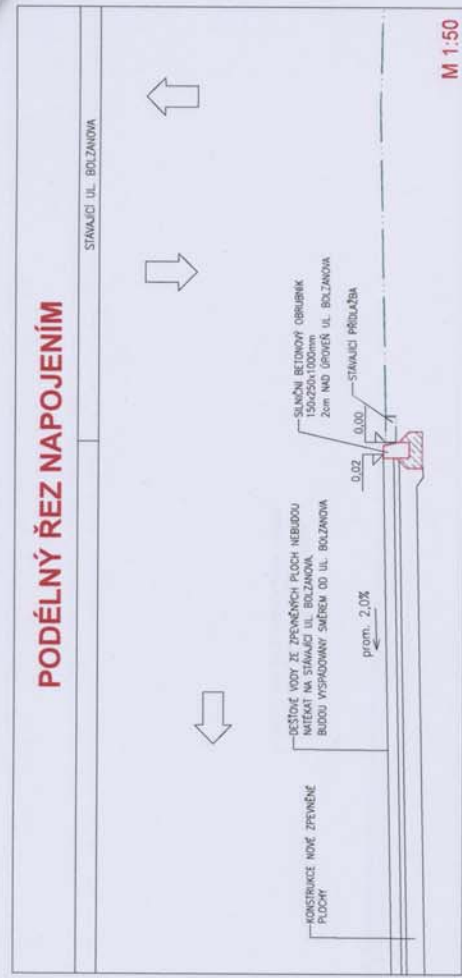 PODÉLNÝ ŘEZ NAPOJENÍM
STÁVAJÍCÍ UL. BOLZANOVA
DEŠŤOVÉ VODY ZE ZPEVNĚNÝCH PLOCH NEBUDOU
NATÉKAT NA STÁVAJÍCÍ UL. BOLZANOVA,
BUDOU VYSPÁDOVÁNY SMĚREM OD UL. BOLZANOVA
SILNIČNÍ BETONOVÝ OBRUBNÍK
150x250x1000mm
2cm NAD ÚROVEŇ UL. BOLZANOVA
STÁVAJÍCÍ PŘÍDLAŽBA
KONSTRUKCE NOVÉ ZPEVNĚNÉ
PLOCHY
prom. 2,0%
0,02
0,00
M 1:50